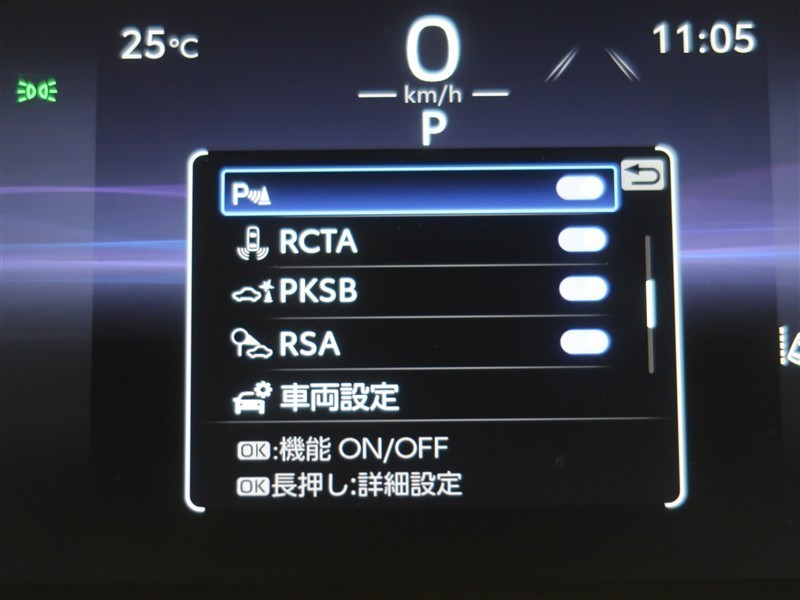 25℃
0
11:05
km/h
P
P
RCTA
PKSB
RSA
車両設定
OK:機能 ON/OFF
OK長押し:詳細設定